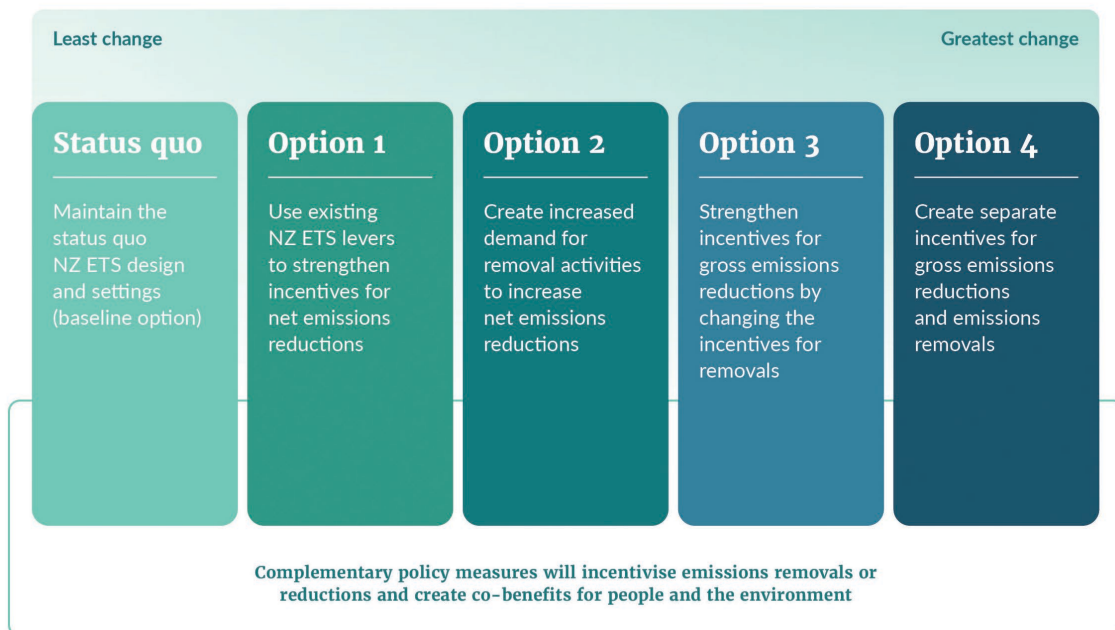 Least change
Greatest change
Status quo
Maintain the
status quo
NZ ETS design
and settings
(baseline option)
Option 1
Use existing
NZ ETS levers
to strengthen
incentives for
net emissions
reductions
Option 2
Create increased
demand for
removal activities
to increase
net emissions
reductions
Option 3
Strengthen
incentives for
gross emissions
reductions by
changing the
incentives for
removals
Option 4
Create separate
incentives for
gross emissions
reductions
and emissions
removals
Complementary policy measures will incentivise emissions removals or
reductions and create co-benefits for people and the environment